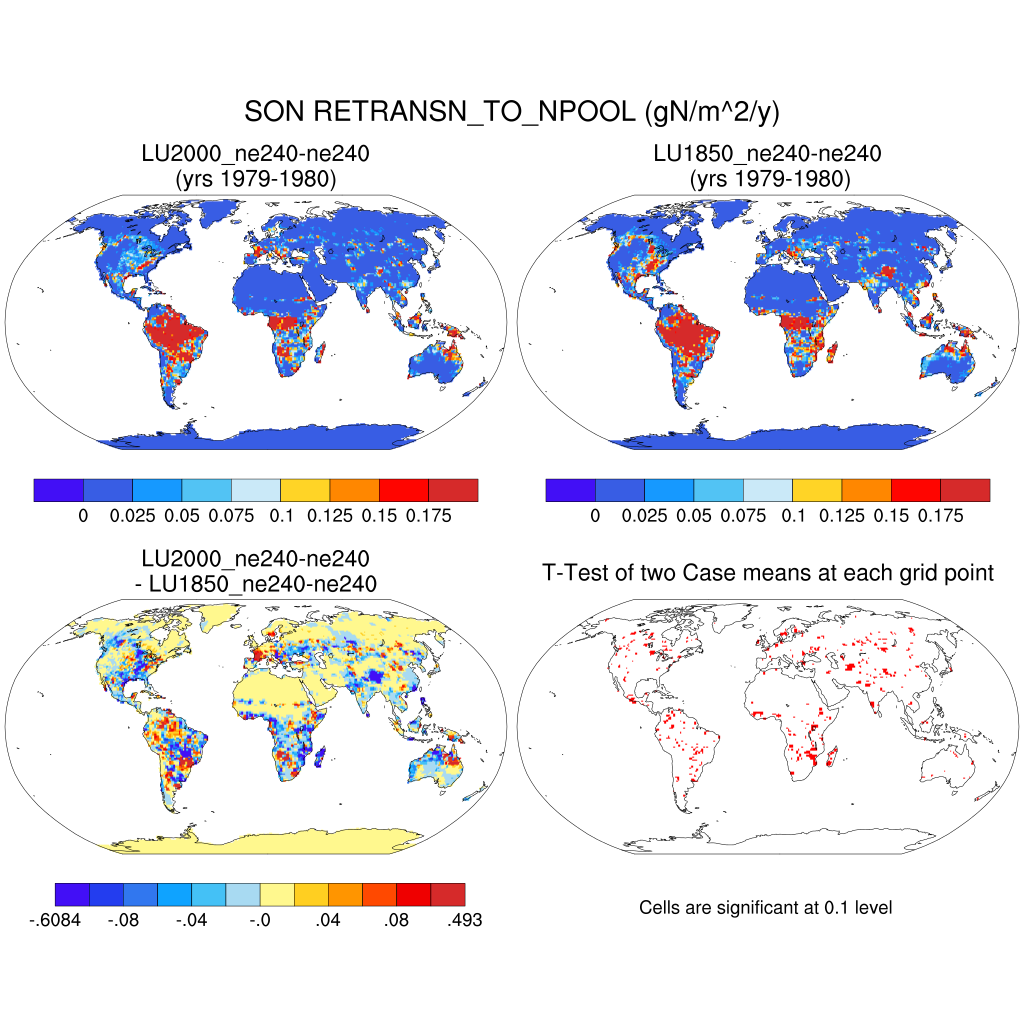 SON RETRANSN_TO_NPOOL (gN/m^2/y)
LU2000_ne240-ne240
(yrs 1979-1980)
LU1850_ne240-ne240
(yrs 1979-1980)
0 0.025 0.05 0.075 0.1 0.125 0.15 0.175
0 0.025 0.05 0.075 0.1 0.125 0.15 0.175
LU2000_ne240-ne240
- LU1850_ne240-ne240
T-Test of two Case means at each grid point
-.6084 -.08 -.04 -.0 .04 .08 .493
Cells are significant at 0.1 level